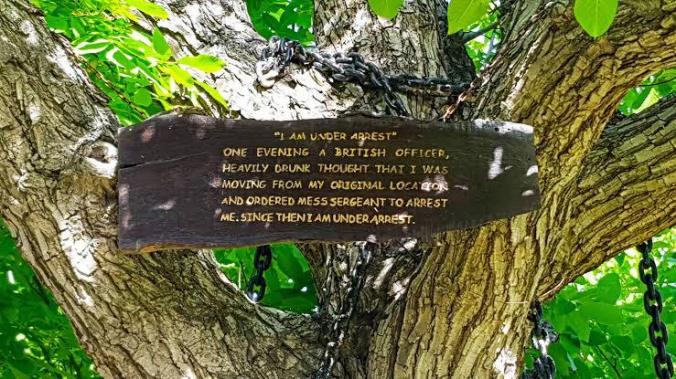 "I AM UNDER ARREST"
ONE EVENING A BRITISH OFFICER,
HEAVILY DRUNK THOUGHT THAT I WAS
MOVING FROM MY ORIGINAL LOCATION
AND ORDERED MESS SERGEANT TO ARREST
ME. SINCE THEN I AM UNDER ARREST.